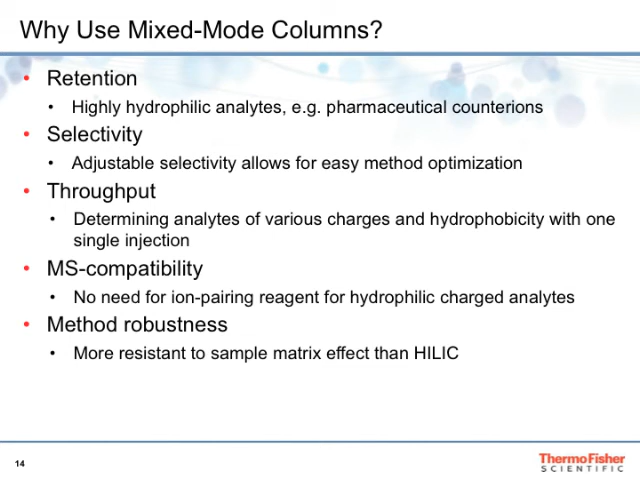 Why Use Mixed-Mode Columns?
• Retention
• Highly hydrophilic analytes, e.g. pharmaceutical counterions
• Selectivity
• Adjustable selectivity allows for easy method optimization
• Throughput
• Determining analytes of various charges and hydrophobicity with one
single injection
• MS-compatibility
• No need for ion-pairing reagent for hydrophilic charged analytes
• Method robustness
• More resistant to sample matrix effect than HILIC
14
ThermoFisher
SCIENTIFIC